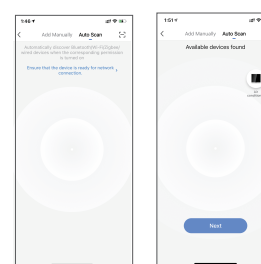 1:46
Add Manually Auto Scan
Automatically discover Bluetooth/Wi-Fi/Zigbee/
wired devices when the corresponding permission
is turned on
Ensure that the device is ready for network
connection.
1:51
Add Manually Auto Scan
Available devices found
Next